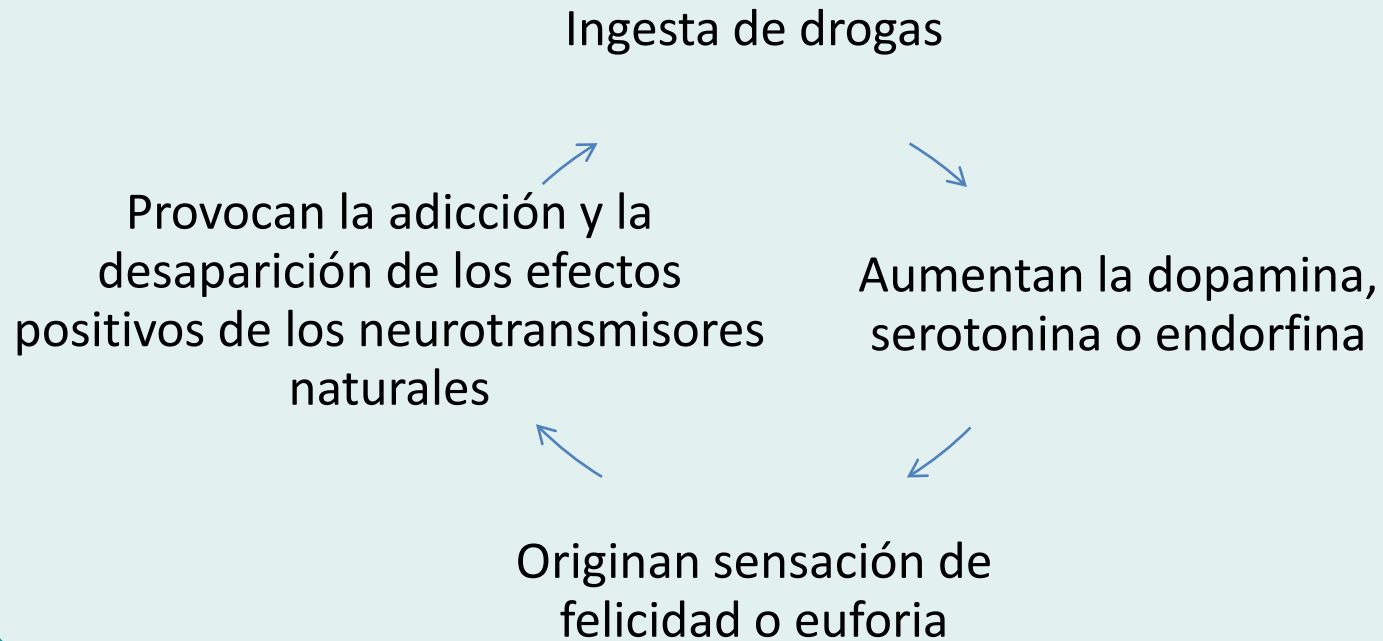 Ingesta de drogas
Aumentan la dopamina,
serotonina o endorfina
Originan sensación de
felicidad o euforia
Provocan la adicción y la
desaparición de los efectos
positivos de los neurotransmisores
naturales